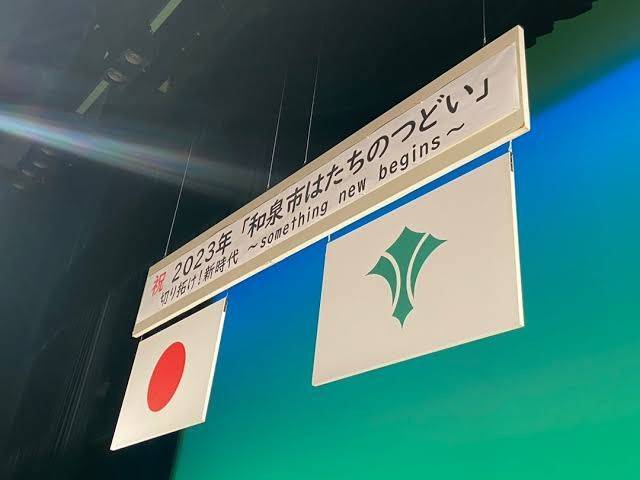 祝 2023年「和泉市はたちのつどい」
切り拓け!新時代 ~something new begins~